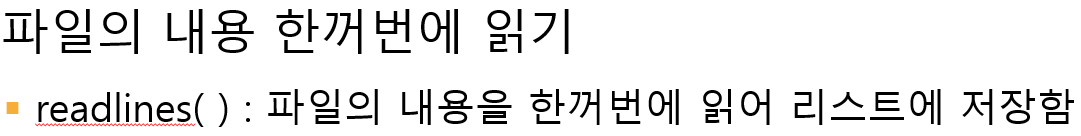 파일의 내용 한꺼번에 읽기
▪ readlines( ) : 파일의 내용을 한꺼번에 읽어 리스트에 저장함